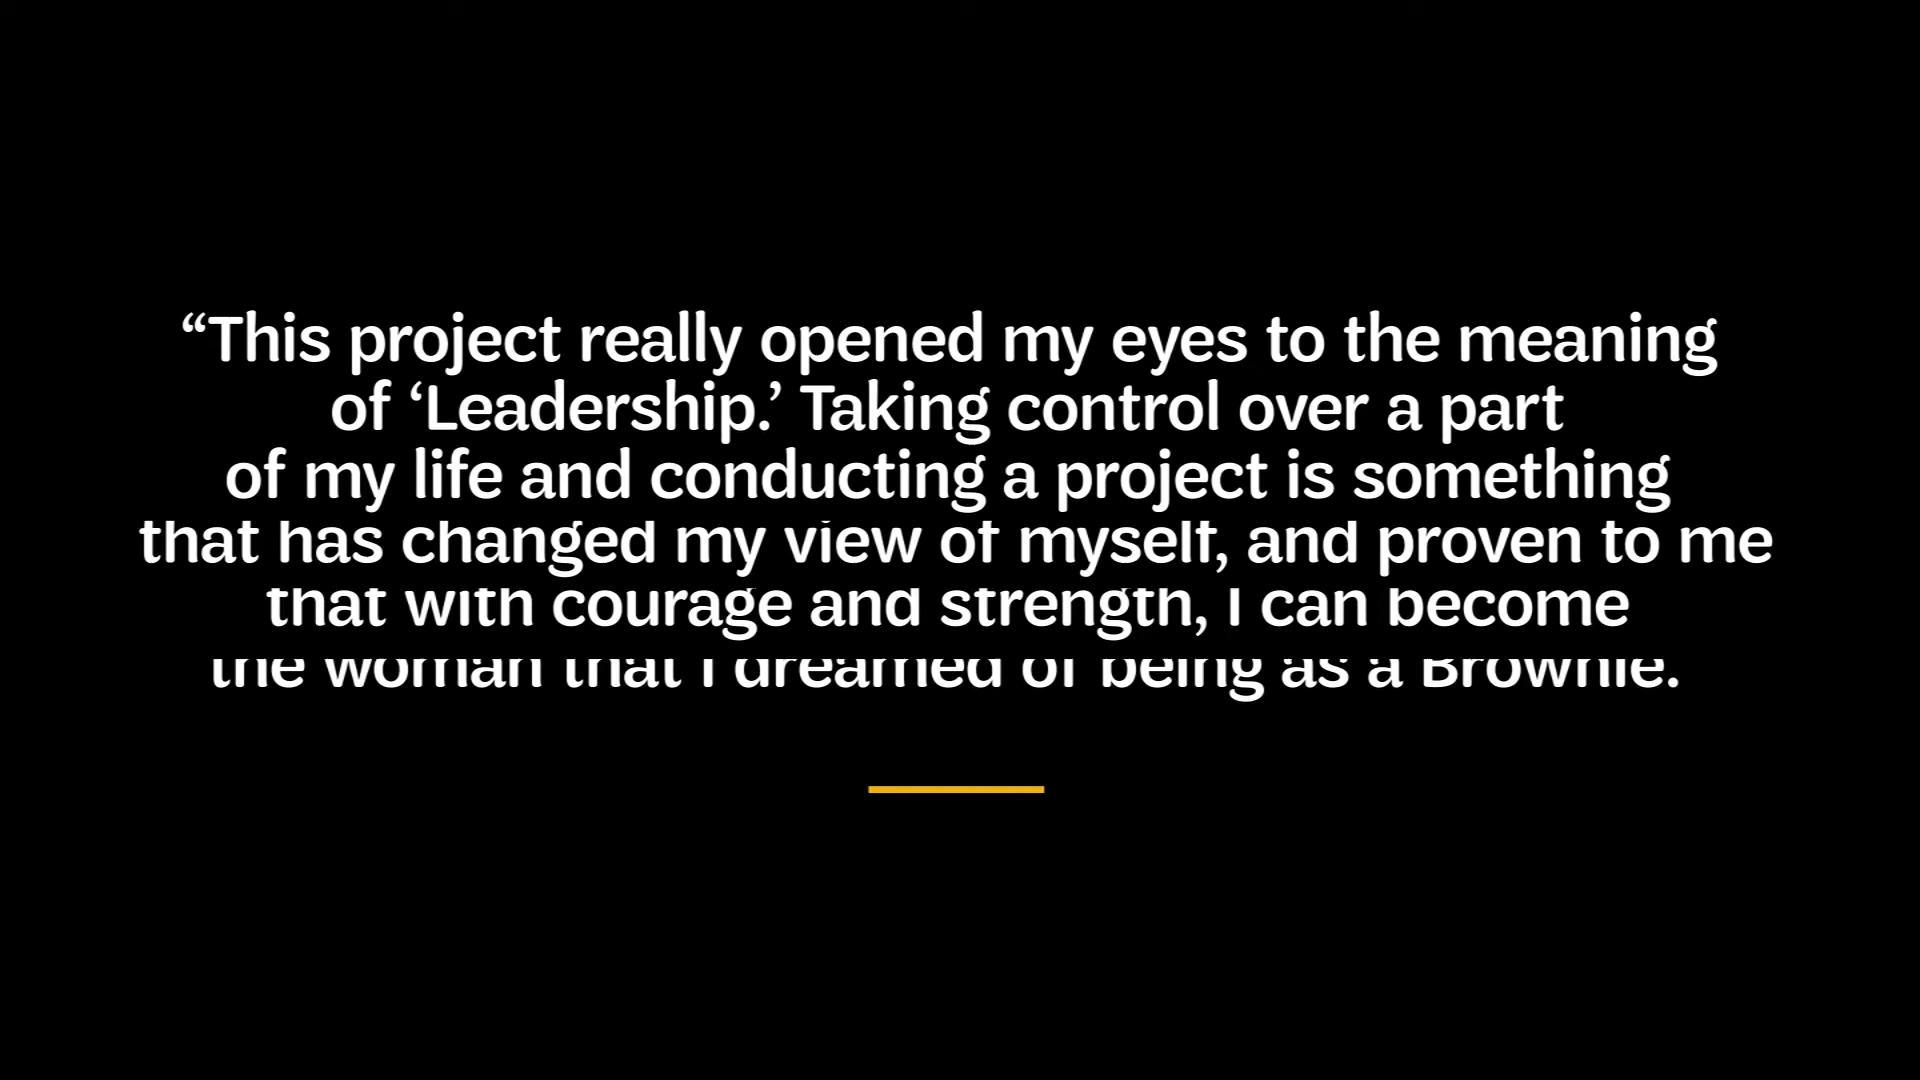 “This project really opened my eyes to the meaning
of ‘Leadership.’ Taking control over a part
of my life and conducting a project is something
that has changed my view of myself, and proven to me
that with courage and strength, I can become
the woman that I dreamed of being as a Brownie.